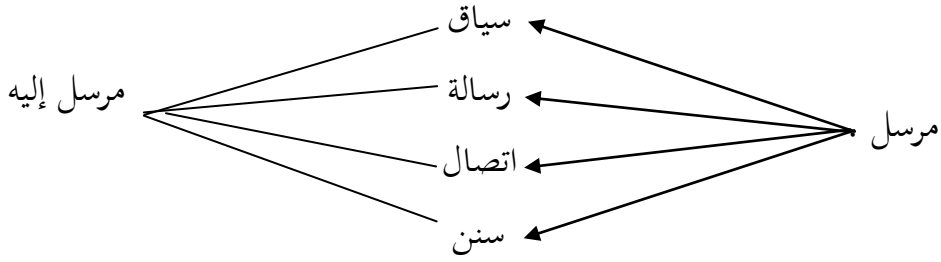 سياق
رسالة
مرسل إليه
مرسل
اتصال
سنن